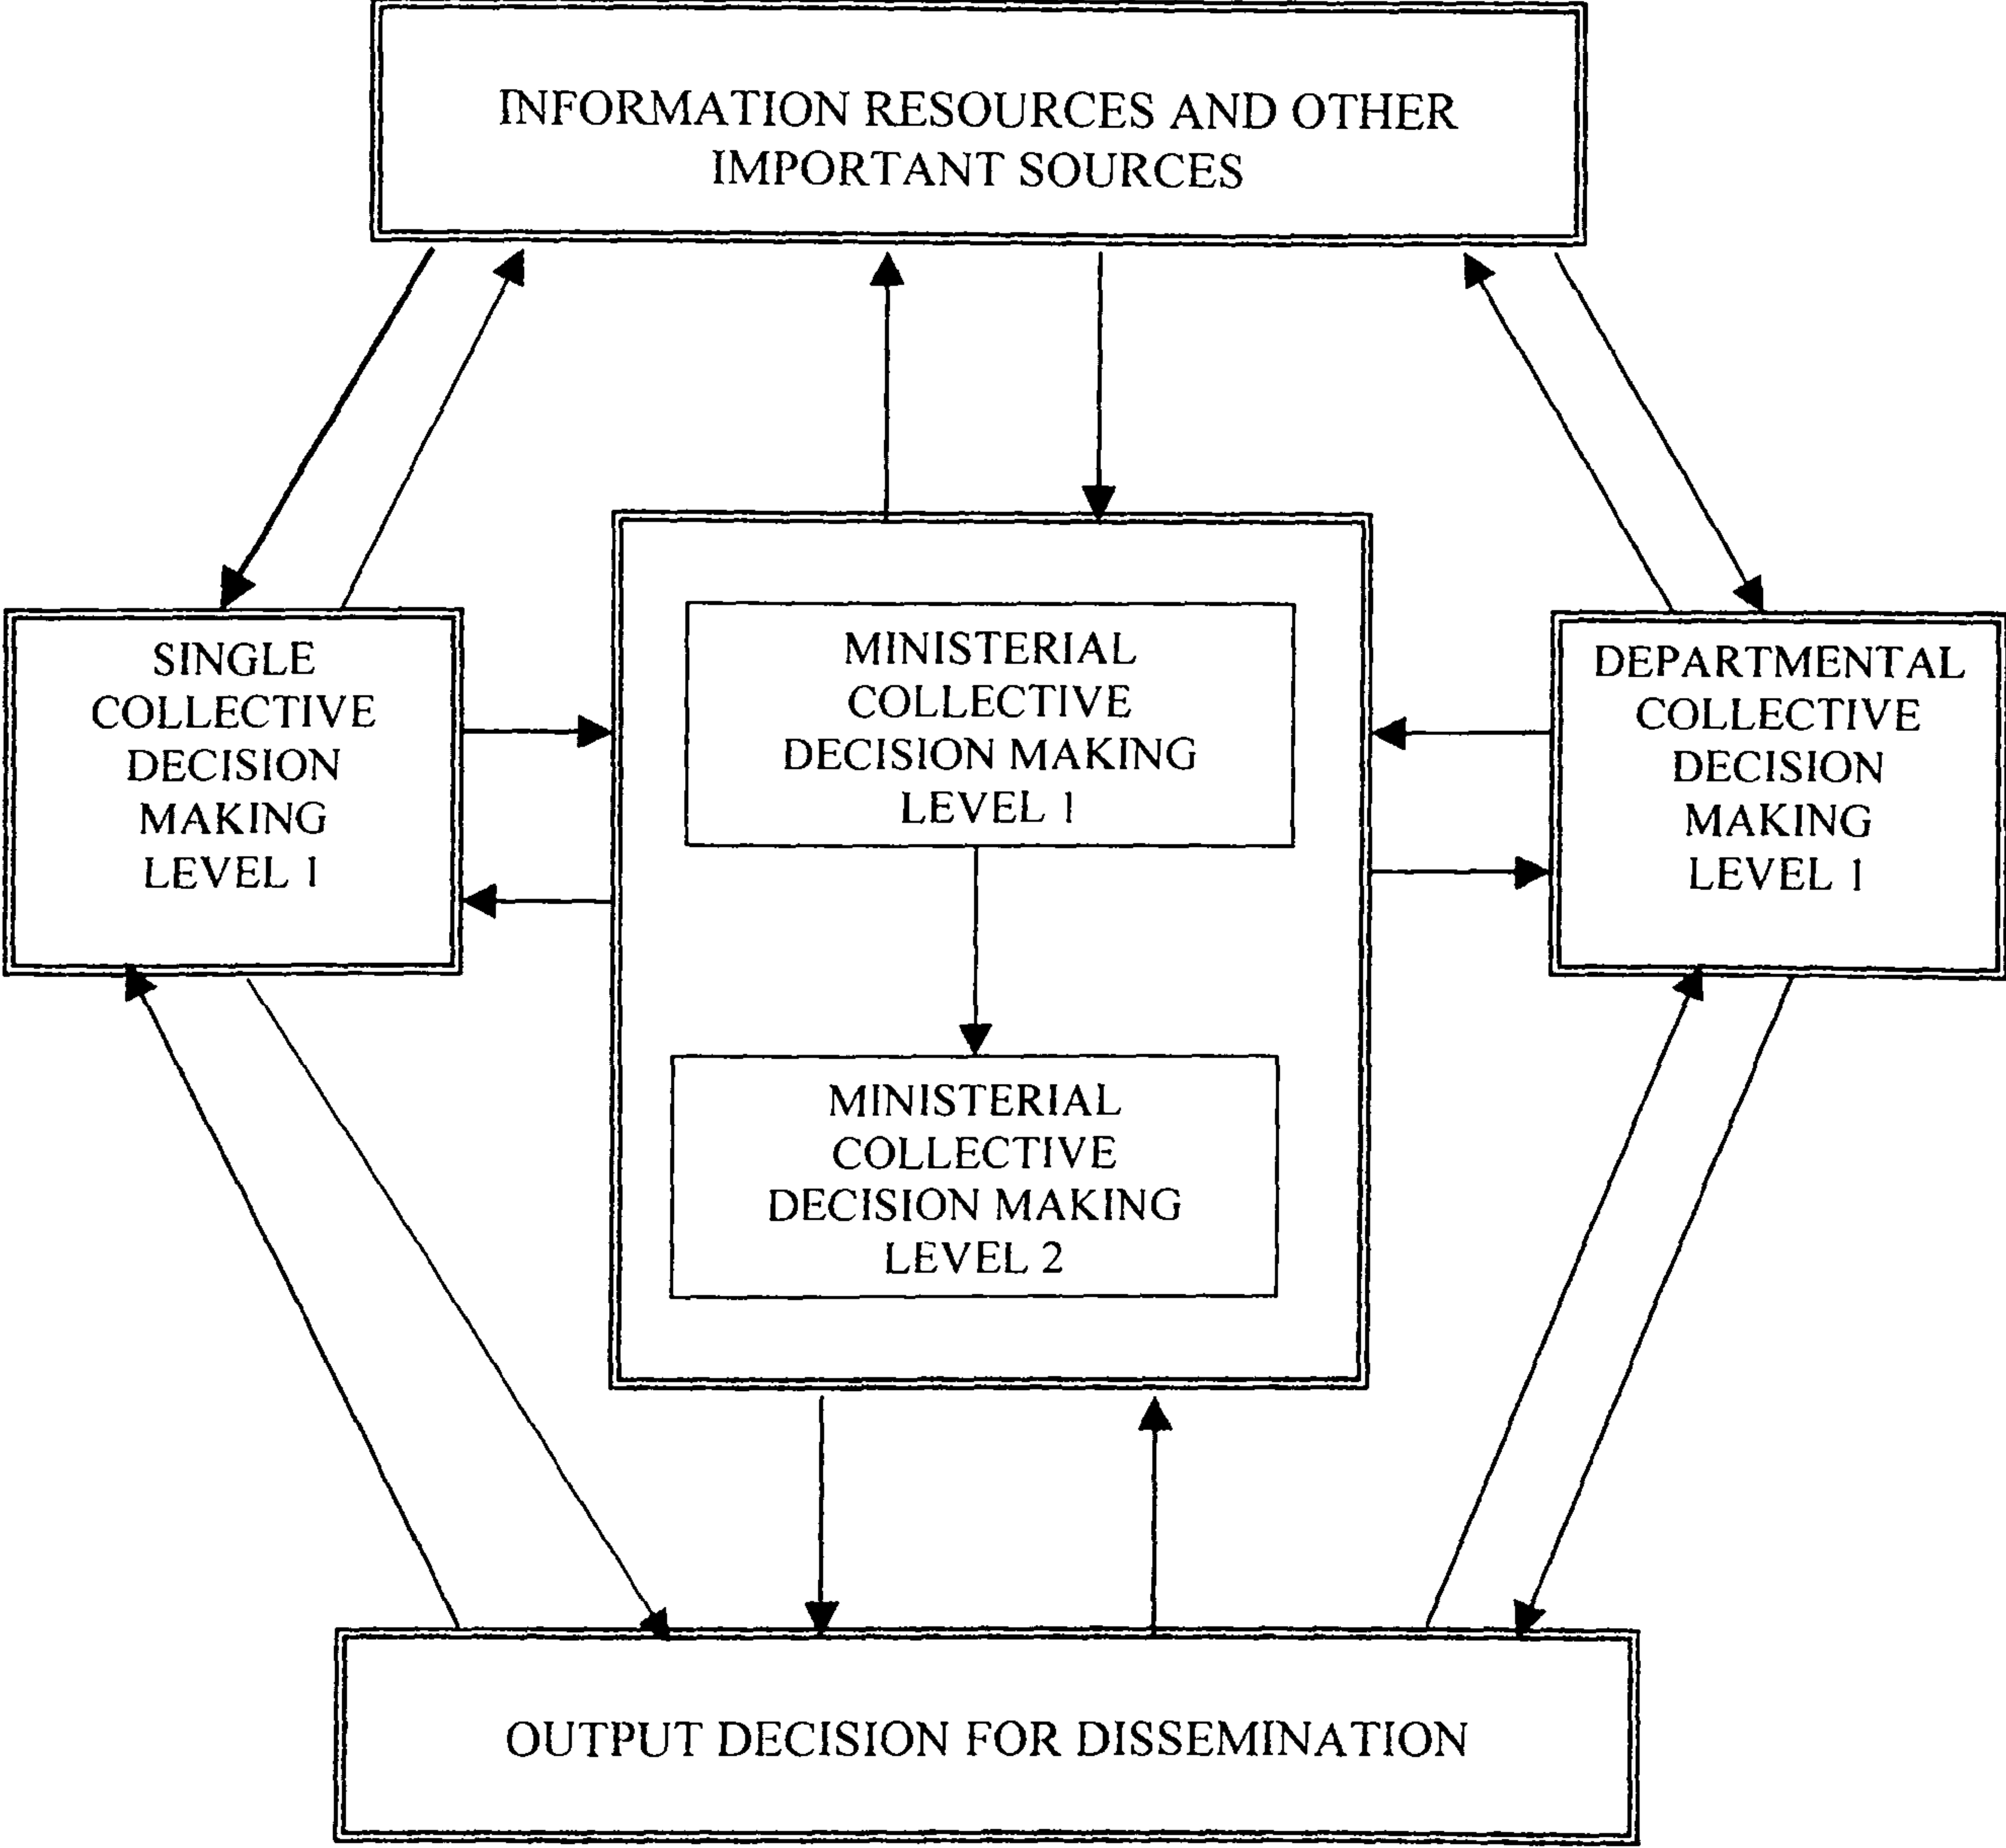 INFORMATION RESOURCES AND OTHER
IMPORTANT SOURCES
SINGLE
COLLECTIVE
DECISION
MAKING
LEVEL 1
MINISTERIAL
COLLECTIVE
DECISION MAKING
LEVEL 1
DEPARTMENTAL
COLLECTIVE
DECISION
MAKING
LEVEL 1
MINISTERIAL
COLLECTIVE
DECISION MAKING
LEVEL 2
OUTPUT DECISION FOR DISSEMINATION